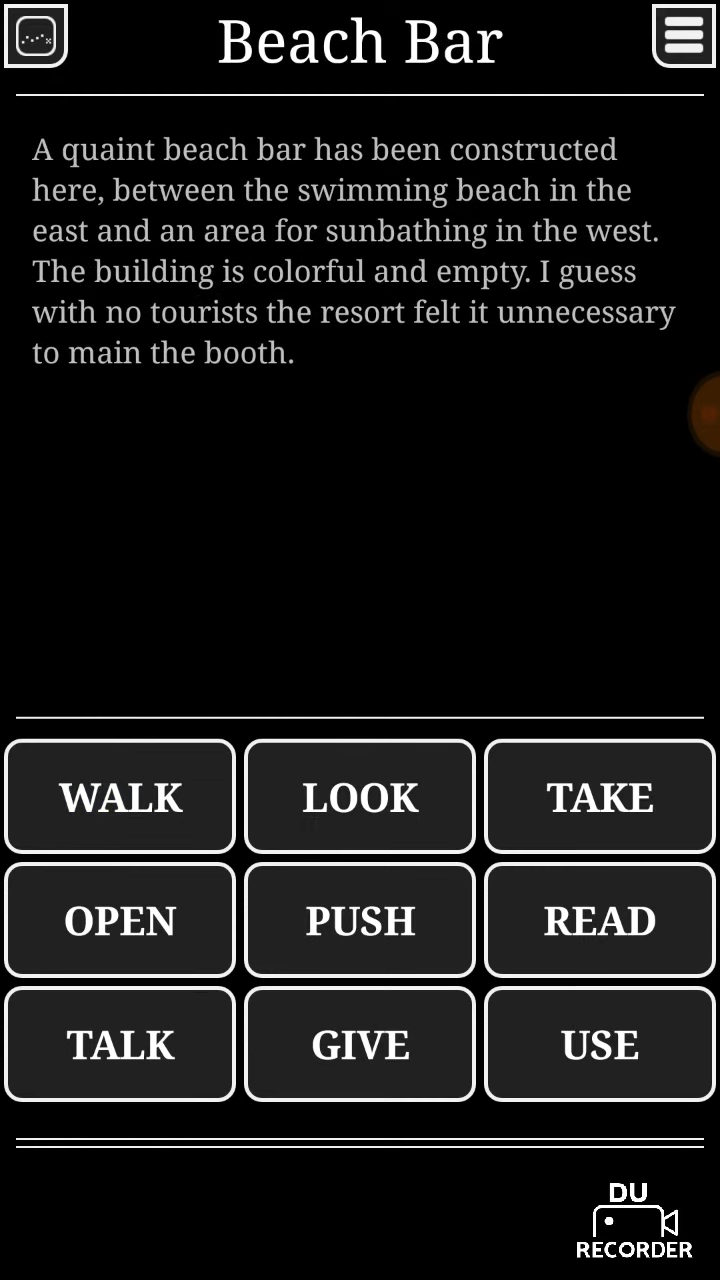 Beach Bar
A quaint beach bar has been constructed
here, between the swimming beach in the
east and an area for sunbathing in the west.
The building is colorful and empty. I guess
with no tourists the resort felt it unnecessary
to main the booth.
WALK LOOK TAKE
OPEN PUSH READ
TALK GIVE USE
DU
RECORDER